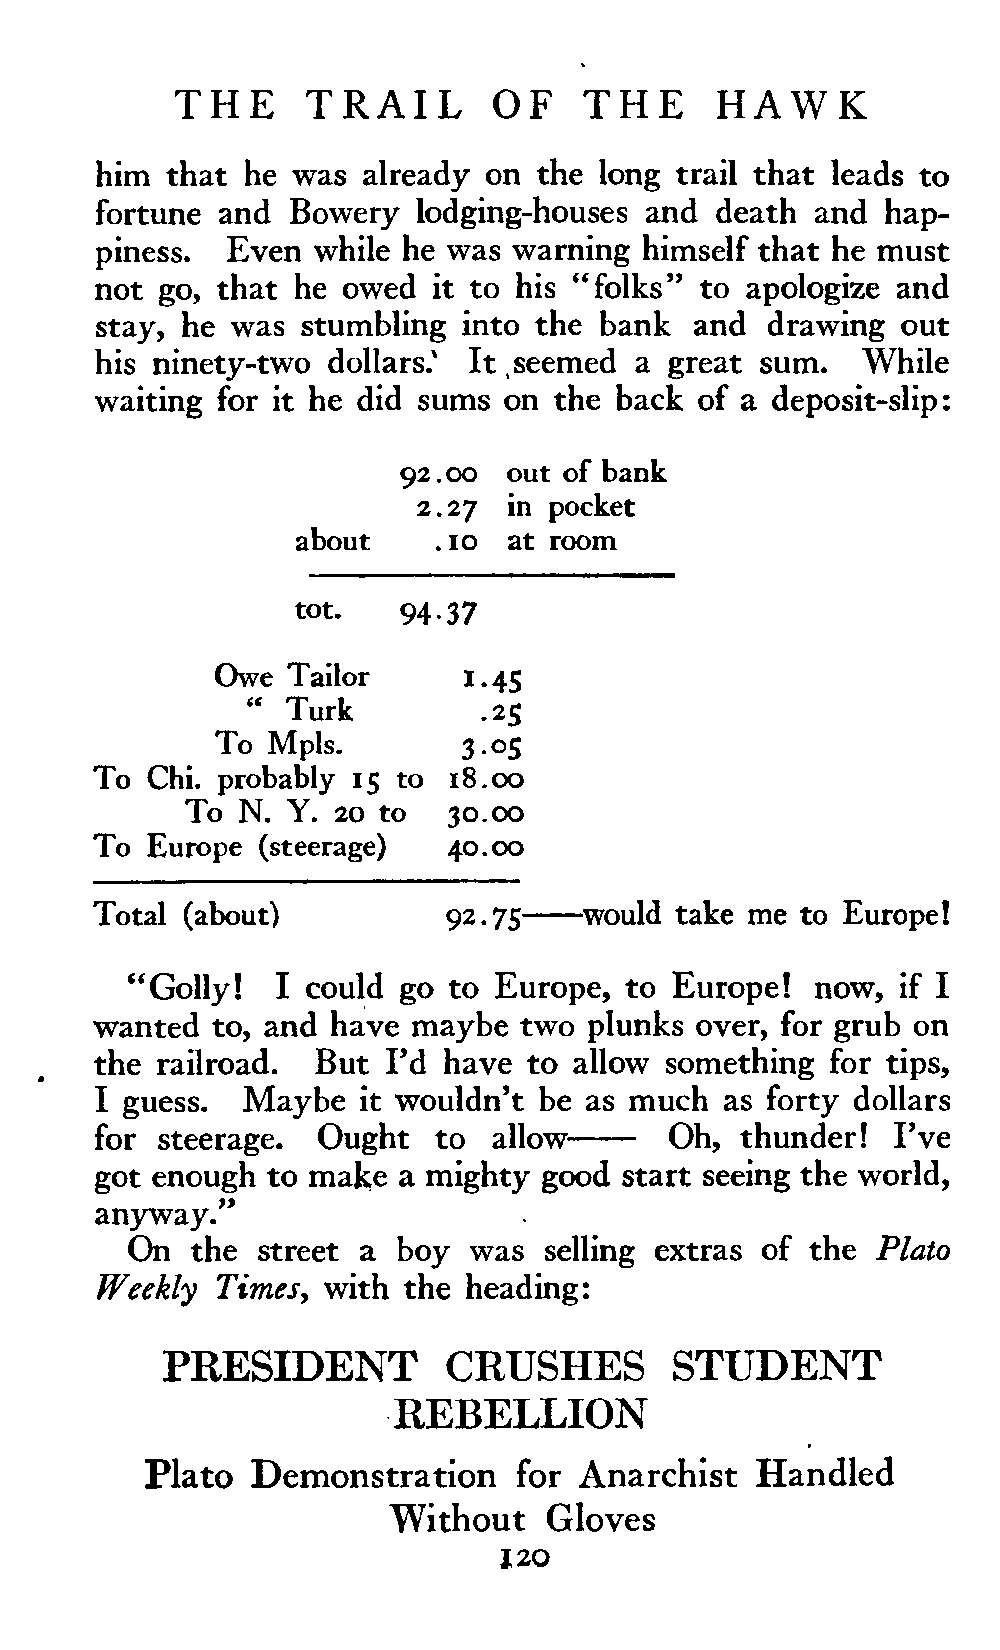 THE TRAIL OF THE HAWK
him that he was already on the long trail that leads to
fortune and Bowery lodging-houses and death and hap-
piness. Even while he was warning himself that he must
not go, that he owed it to his “folks” to apologize and
stay, he was stumbling into the bank and drawing out
his ninety-two dollars. It seemed a great sum. While
waiting for it he did sums on the back of a deposit-slip:
92.00 out of bank
2.27 in pocket
about .10 at room
tot. 94.37
Owe Tailor 1.45
“ Turk .25
To Mpls. 3.05
To Chi. probably 15 to 18.00
To N. Y. 20 to 30.00
To Europe (steerage) 40.00
Total (about) 92.75——would take me to Europe!
“Golly! I could go to Europe, to Europe! now, if I
wanted to, and have maybe two plunks over, for grub on
the railroad. But I’d have to allow something for tips,
I guess. Maybe it wouldn’t be as much as forty dollars
for steerage. Ought to allow—— Oh, thunder! I’ve
got enough to make a mighty good start seeing the world,
anyway.”
On the street a boy was selling extras of the Plato
Weekly Times, with the heading:
PRESIDENT CRUSHES STUDENT
REBELLION
Plato Demonstration for Anarchist Handled
Without Gloves
120